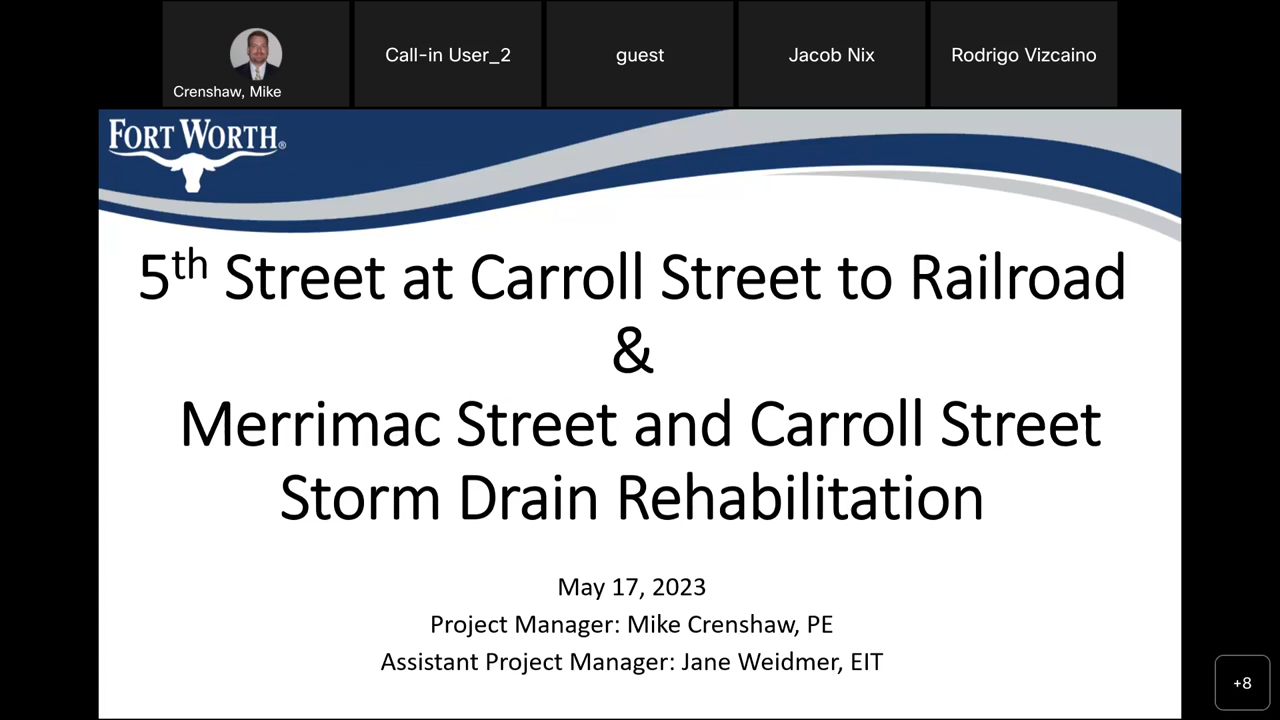 Crenshaw, Mike
Call-in User_2
guest
Jacob Nix
Rodrigo Vizcaino
FORT WORTH®
5th Street at Carroll Street to Railroad
&
Merrimac Street and Carroll Street
Storm Drain Rehabilitation
May 17, 2023
Project Manager: Mike Crenshaw, PE
Assistant Project Manager: Jane Weidmer, EIT
+8